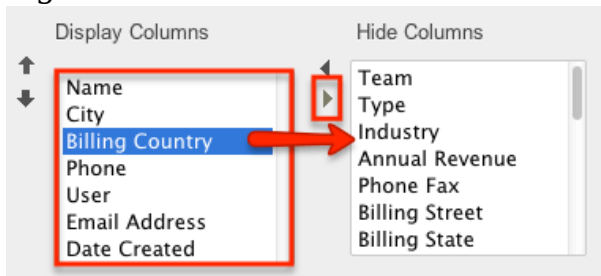 Display Columns
Hide Columns
Name
City
Billing Country
Phone
User
Email Address
Date Created
Team
Type
Industry
Annual Revenue
Phone Fax
Billing Street
Billing State